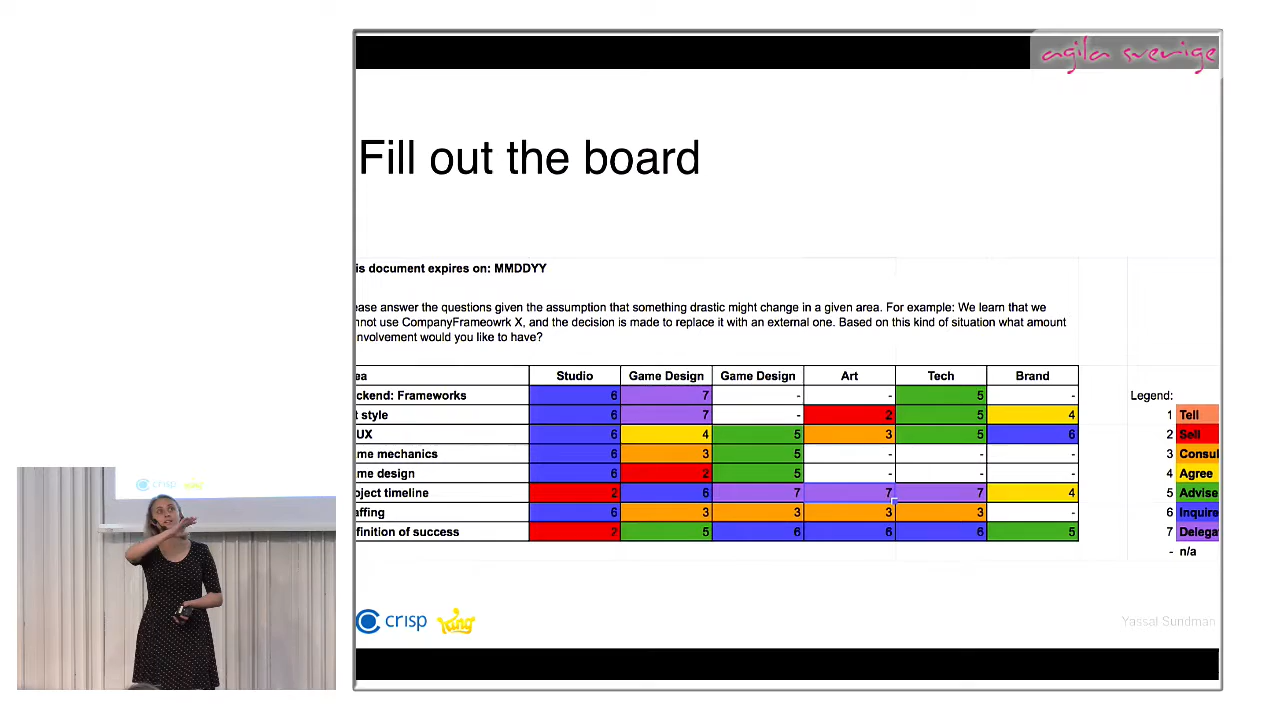 agila sverige
Fill out the board
is document expires on: MMDDYY
ease answer the questions given the assumption that something drastic might change in a given area. For example: We learn that we
nnot use CompanyFrameowrk X, and the decision is made to replace it with an external one. Based on this kind of situation what amount
nvolvement would you like to have?
ea Studio Game Design Game Design Art Tech Brand
ckend: Frameworks 6 7 - - 5 -
t style 6 7 - 2 5 4
UX 6 4 5 3 5 6
me mechanics 6 3 5 - - -
me design 6 2 5 - - -
oject timeline 2 6 7 7 7 4
affing 6 3 3 3 3 -
finition of success 2 5 6 6 6 5
Legend:
1 Tell
2 Sell
3 Consul
4 Agree
5 Advise
6 Inquire
7 Delega
- n/a
crisp King
Yassal Sundman
crisp